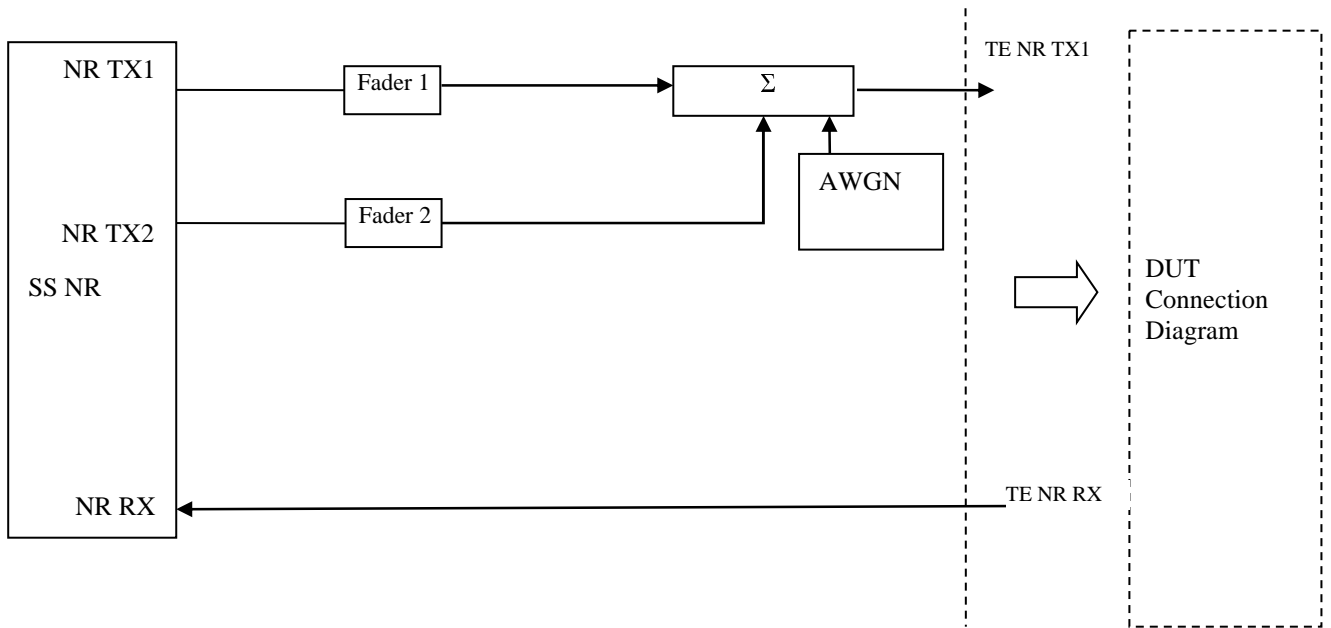 NR TX1
Fader 1
Σ
TE NR TX1
AWGN
NR TX2
Fader 2
SS NR
DUT
Connection
Diagram
NR RX
TE NR RX